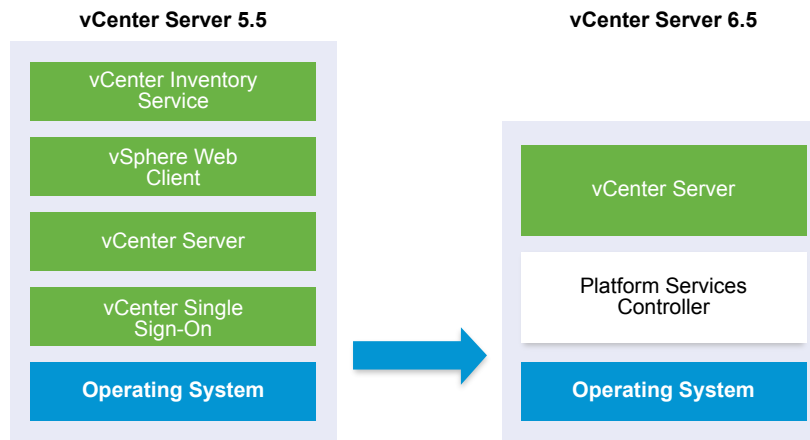 vCenter Server 5.5
vCenter Inventory
Service
vSphere Web
Client
vCenter Server
vCenter Single
Sign-On
Operating System
vCenter Server 6.5
vCenter Server
Platform Services
Controller
Operating System